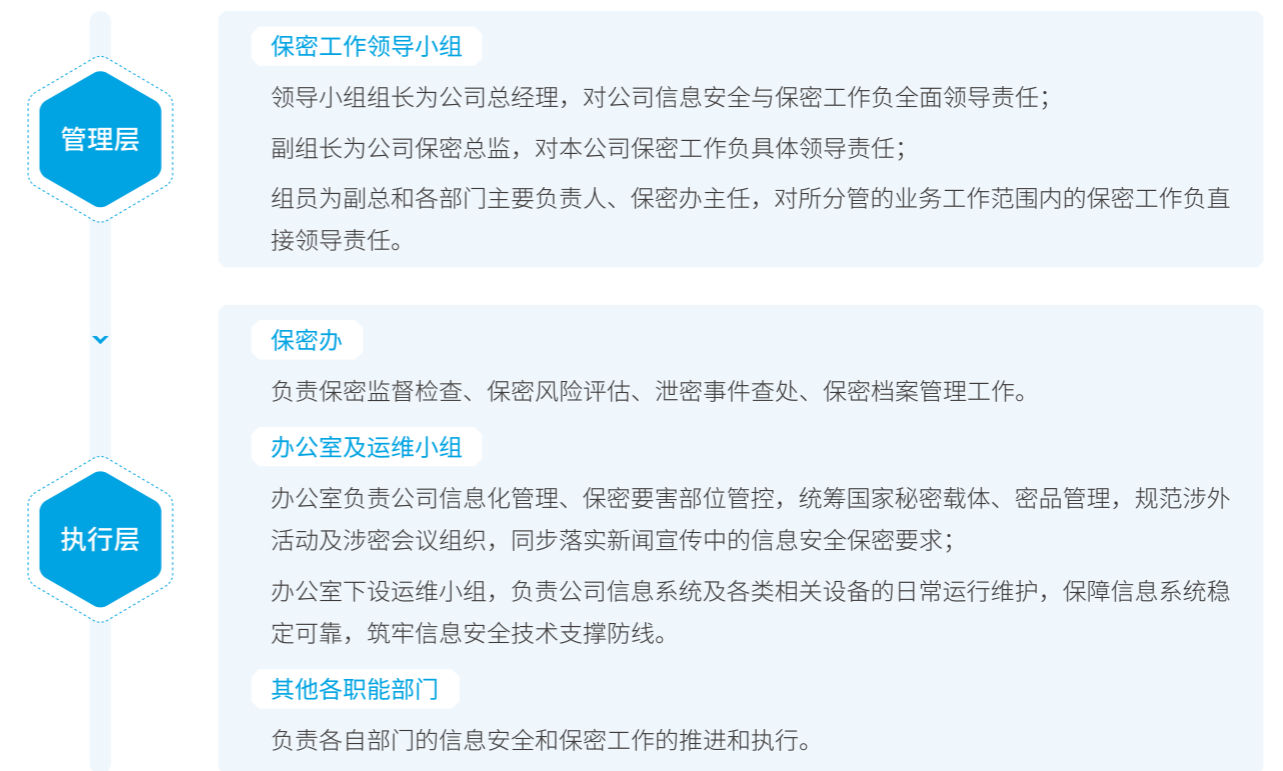 保密工作领导小组
领导小组组长为公司总经理，对公司信息安全与保密工作负全面领导责任；
管理层
副组长为公司保密总监，对本公司保密工作负具体领导责任；
组员为副总和各部门主要负责人、保密办主任，对所分管的业务工作范围内的保密工作负直
接领导责任。
保密办
负责保密监督检查、保密风险评估、泄密事件查处、保密档案管理工作。
办公室及运维小组
办公室负责公司信息化管理、保密要害部位管控，统筹国家秘密载体、密品管理，规范涉外
执行层
活动及涉密会议组织，同步落实新闻宣传中的信息安全保密要求；
办公室下设运维小组，负责公司信息系统及各类相关设备的日常运行维护，保障信息系统稳
定可靠，筑牢信息安全技术支撑防线。
其他各职能部门
负责各自部门的信息安全和保密工作的推进和执行。